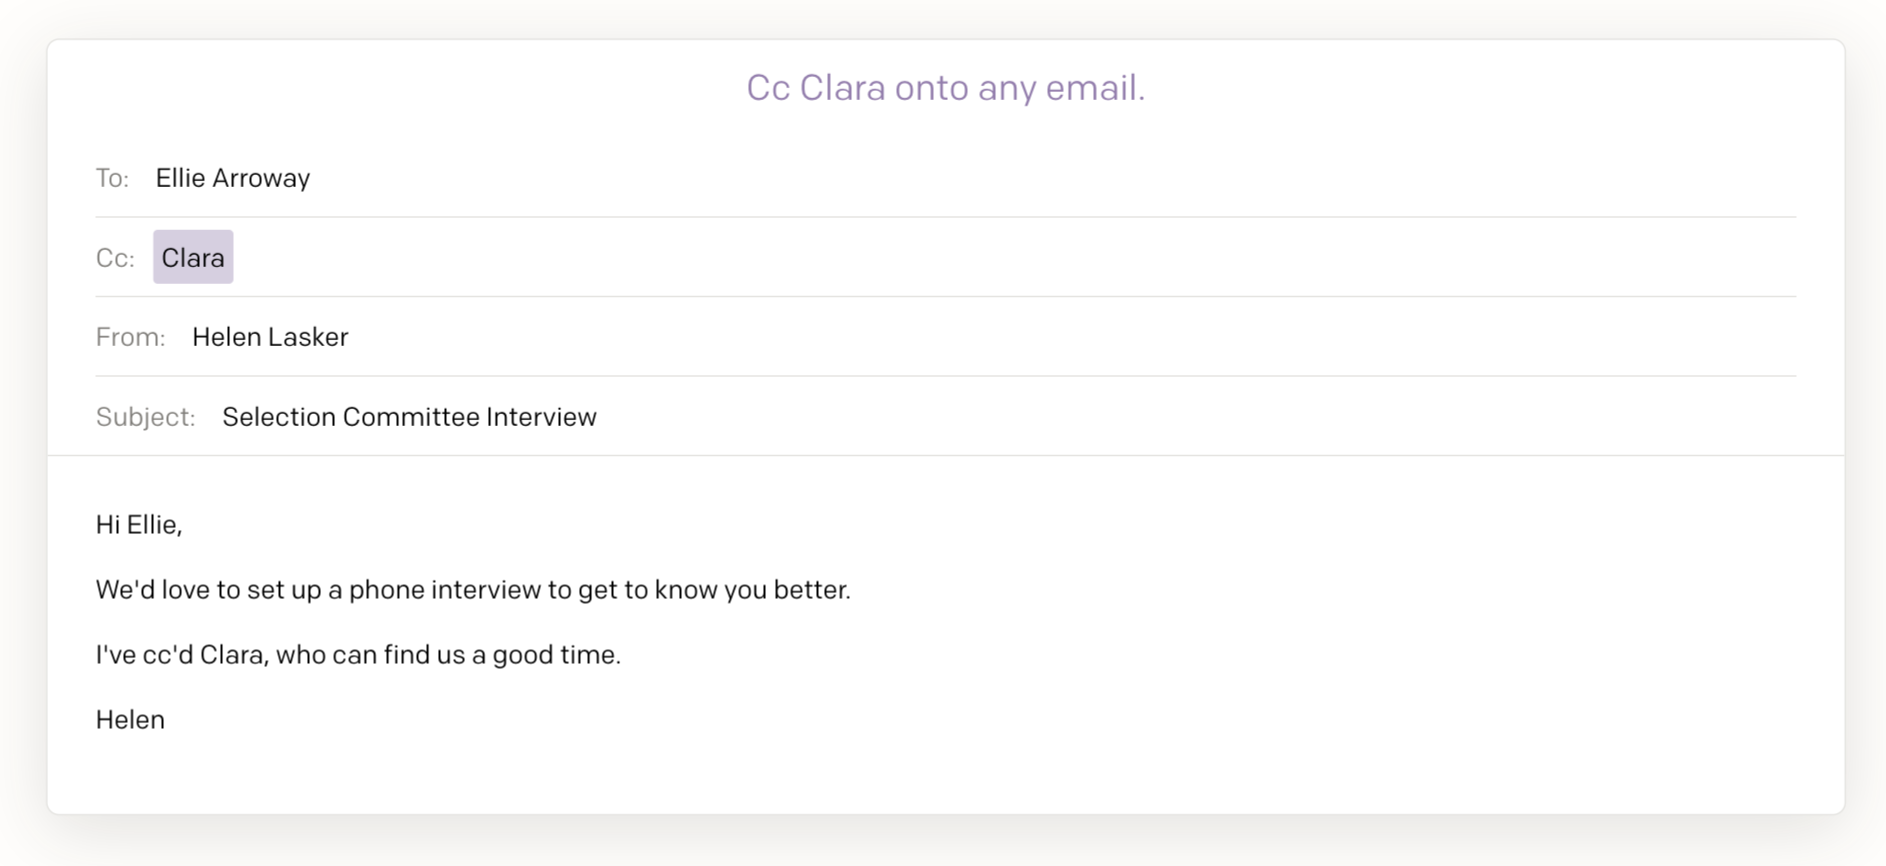 Cc Clara onto any email.
To: Ellie Arroway
Cc: Clara
From: Helen Lasker
Subject: Selection Committee Interview
Hi Ellie,
We'd love to set up a phone interview to get to know you better.
I've cc'd Clara, who can find us a good time.
Helen